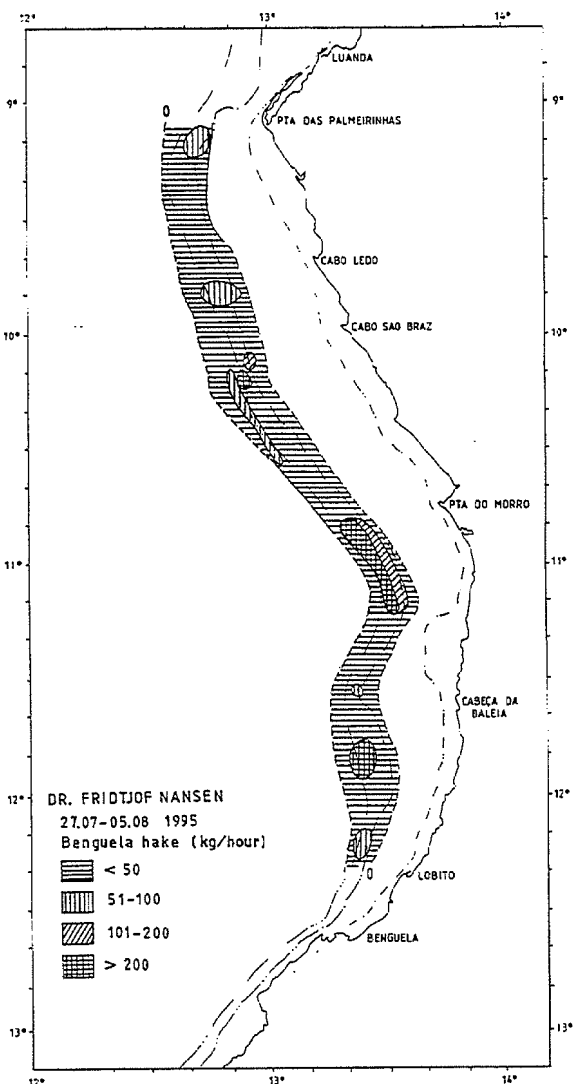 12° 13° 14°
LUANDA
9° 9°
0
PTA DAS PALMEIRINHAS
CABO LEDO
10° 10°
CABO SAO BRAZ
PTA DO MORRO
11° 11°
CABEÇA DA
BALEIA
12° 12°
DR. FRIDTJOF NANSEN
27.07-05.08 1995
Benguela hake (kg/hour)
< 50
51-100
101-200
> 200
0
LOBITO
BENGUELA
13° 13°
12° 13° 14°